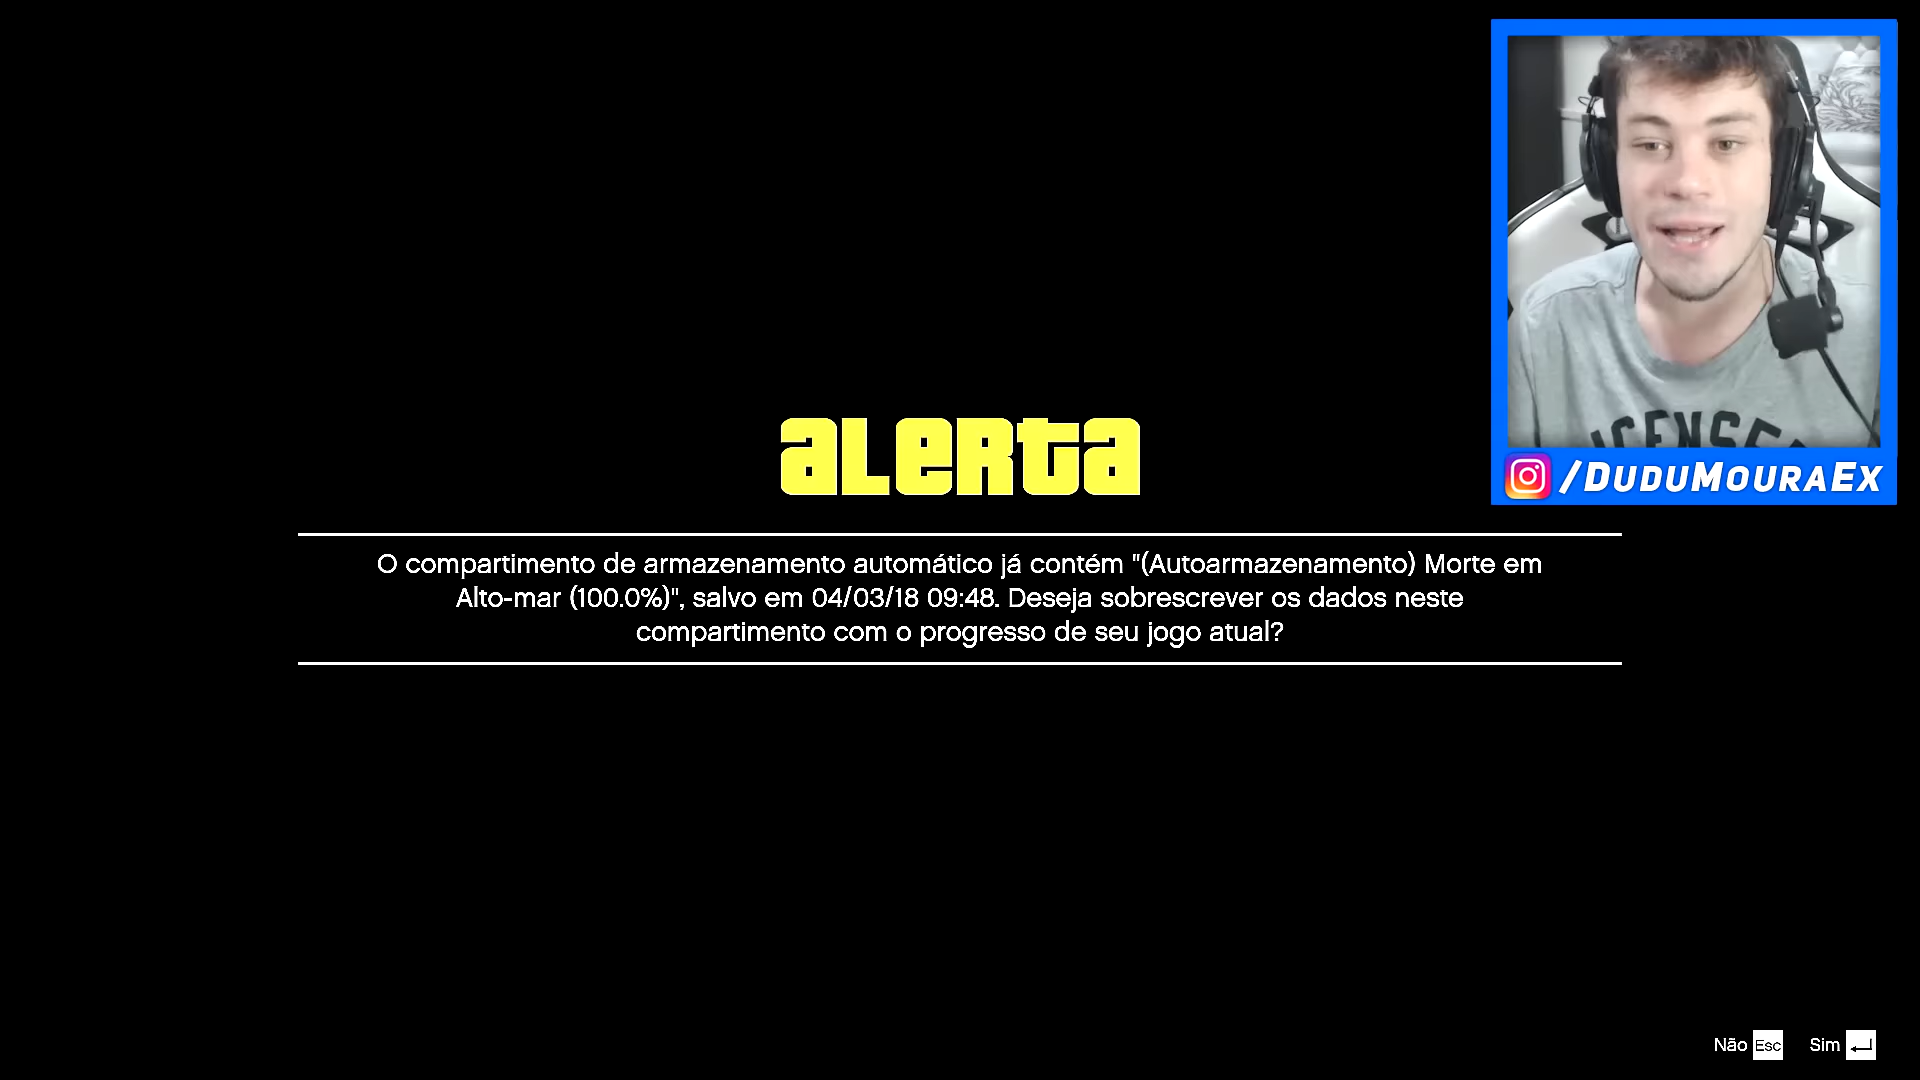 alerta
O compartimento de armazenamento automático já contém "(Autoarmazenamento) Morte em
Alto-mar (100.0%)", salvo em 04/03/18 09:48. Deseja sobrescrever os dados neste
compartimento com o progresso de seu jogo atual?
/DuduMouraEx
Não Esc Sim